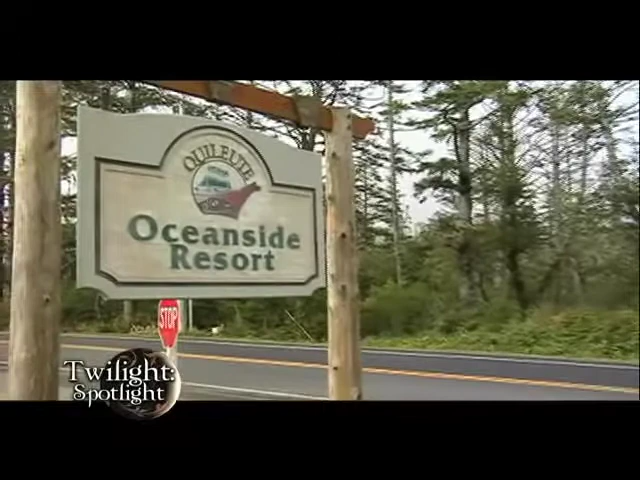 QUILEUTE
Oceanside
Resort
STOP
Twilight:
Spotlight